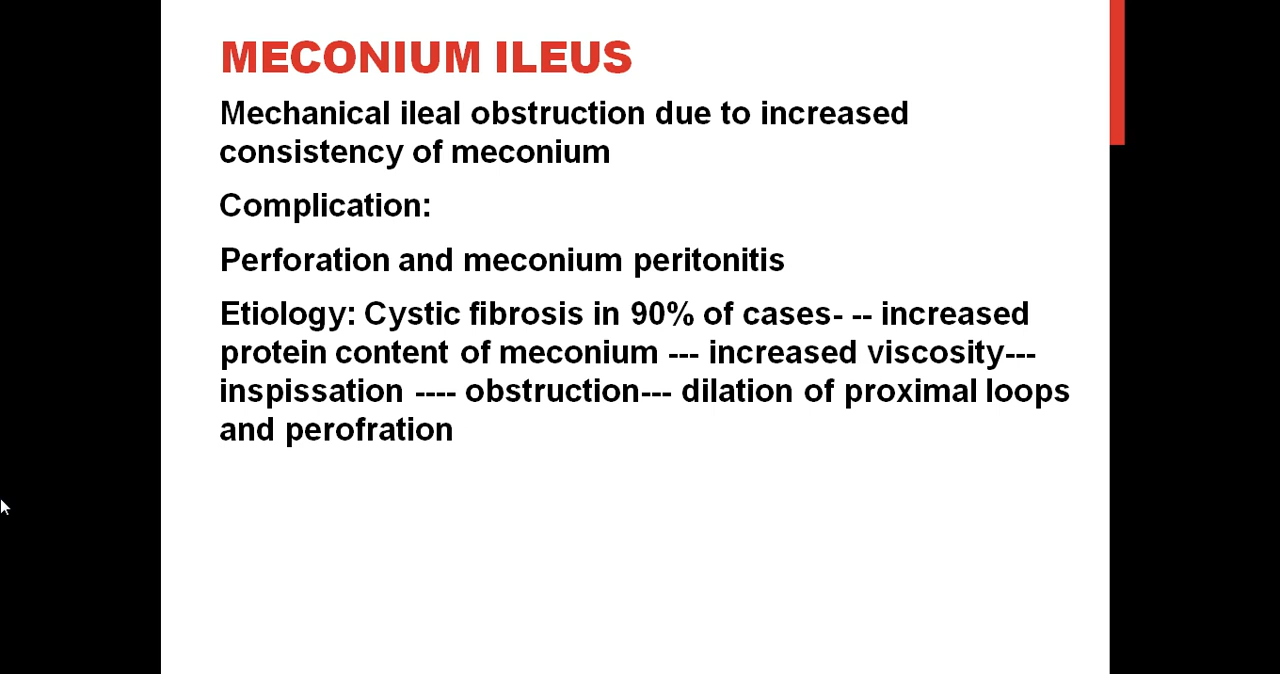 MECONIUM ILEUS
Mechanical ileal obstruction due to increased
consistency of meconium
Complication:
Perforation and meconium peritonitis
Etiology: Cystic fibrosis in 90% of cases- -- increased
protein content of meconium --- increased viscosity---
inspissation ---- obstruction--- dilation of proximal loops
and perofration